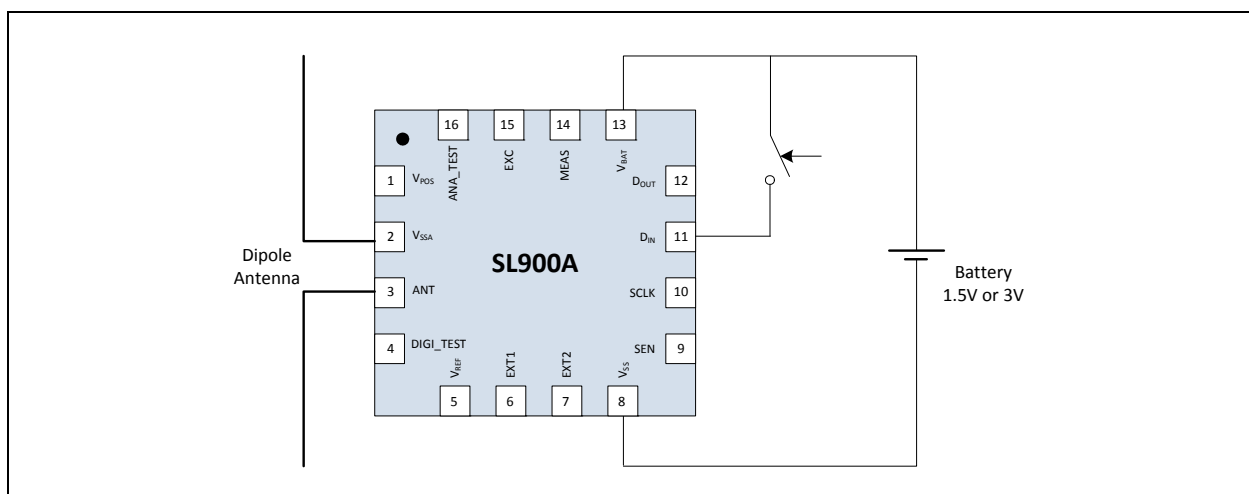 16
15
14
13
ANA_TEST
EXC
MEAS
VBAT
1
VPOS
DOUT
12
2
VSSA
DIN
11
Dipole
Antenna
SL900A
3
ANT
SCLK
10
Battery
1.5V or 3V
4
DIGI_TEST
SEN
9
VREF
EXT1
EXT2
VSS
5
6
7
8